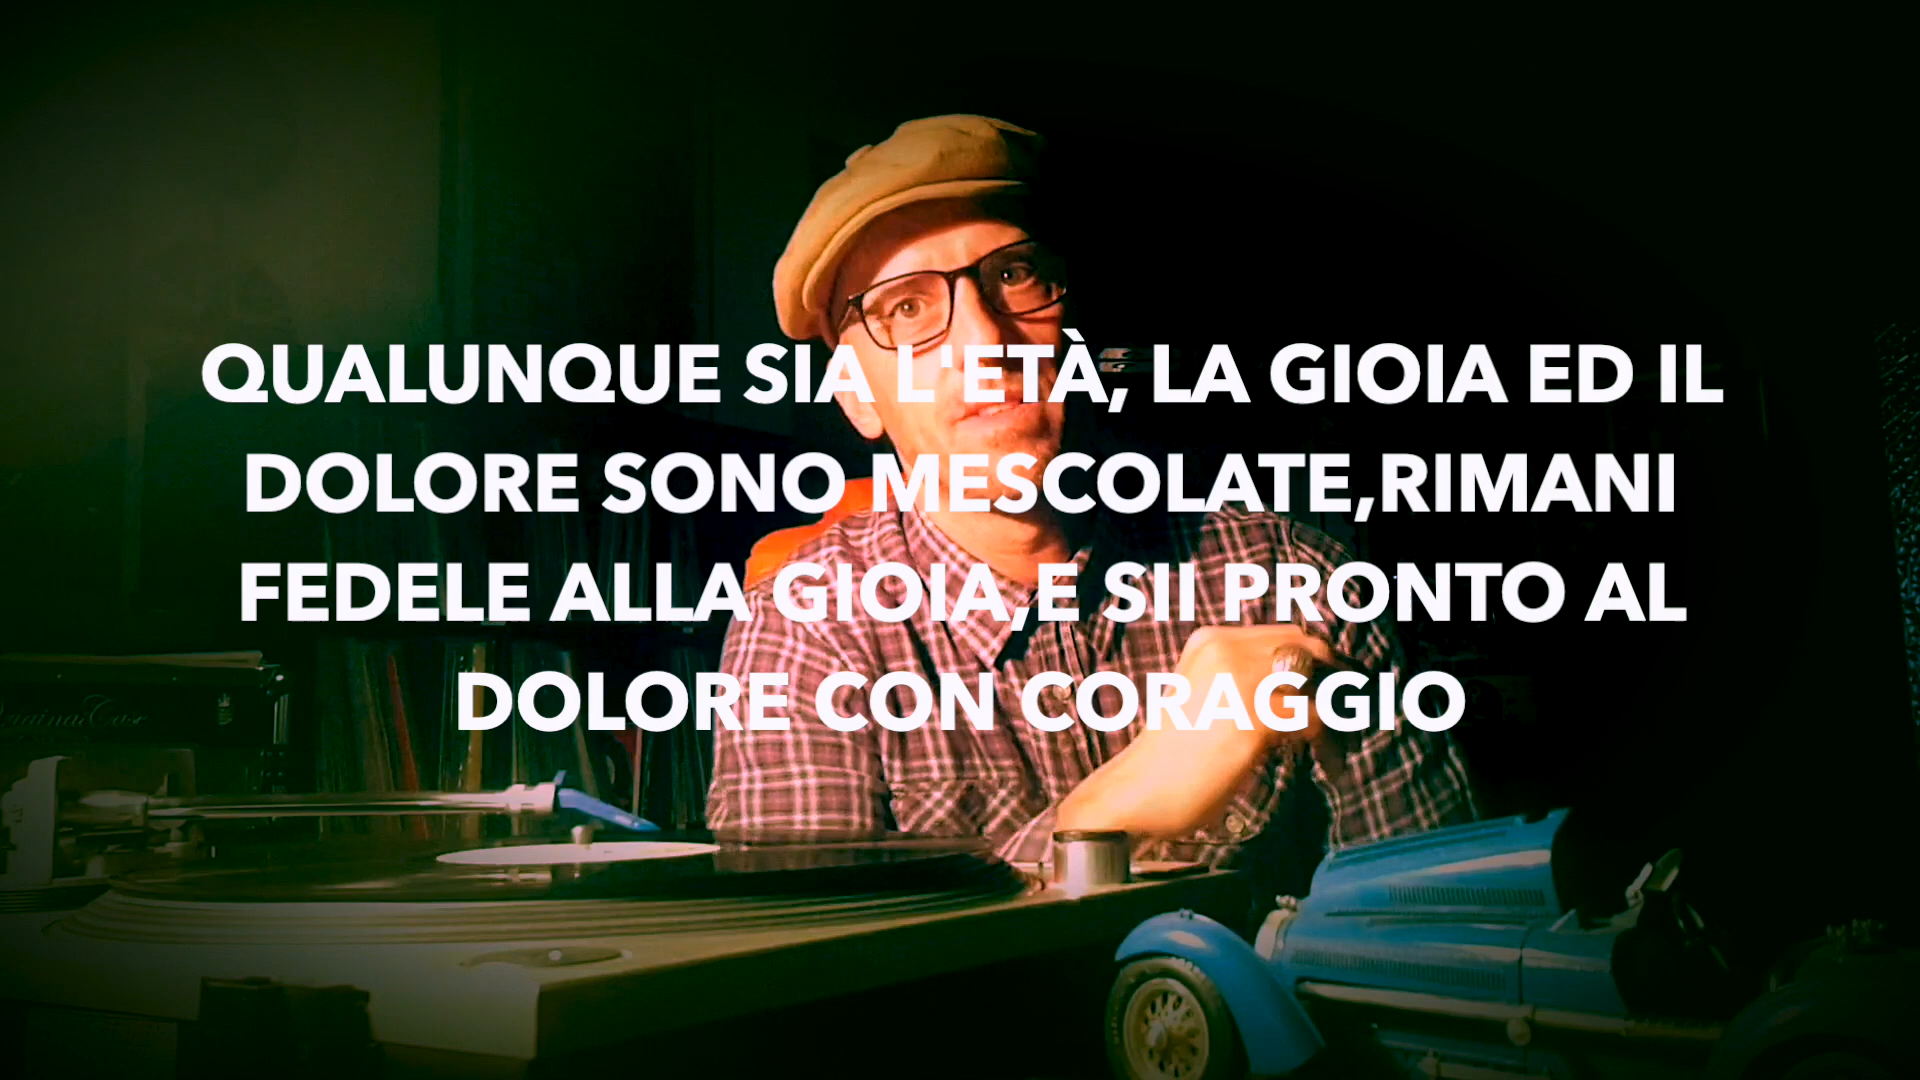 QUALUNQUE SIA L'ETÀ, LA GIOIA ED IL
DOLORE SONO MESCOLATE,RIMANI
FEDELE ALLA GIOIA,E SII PRONTO AL
DOLORE CON CORAGGIO